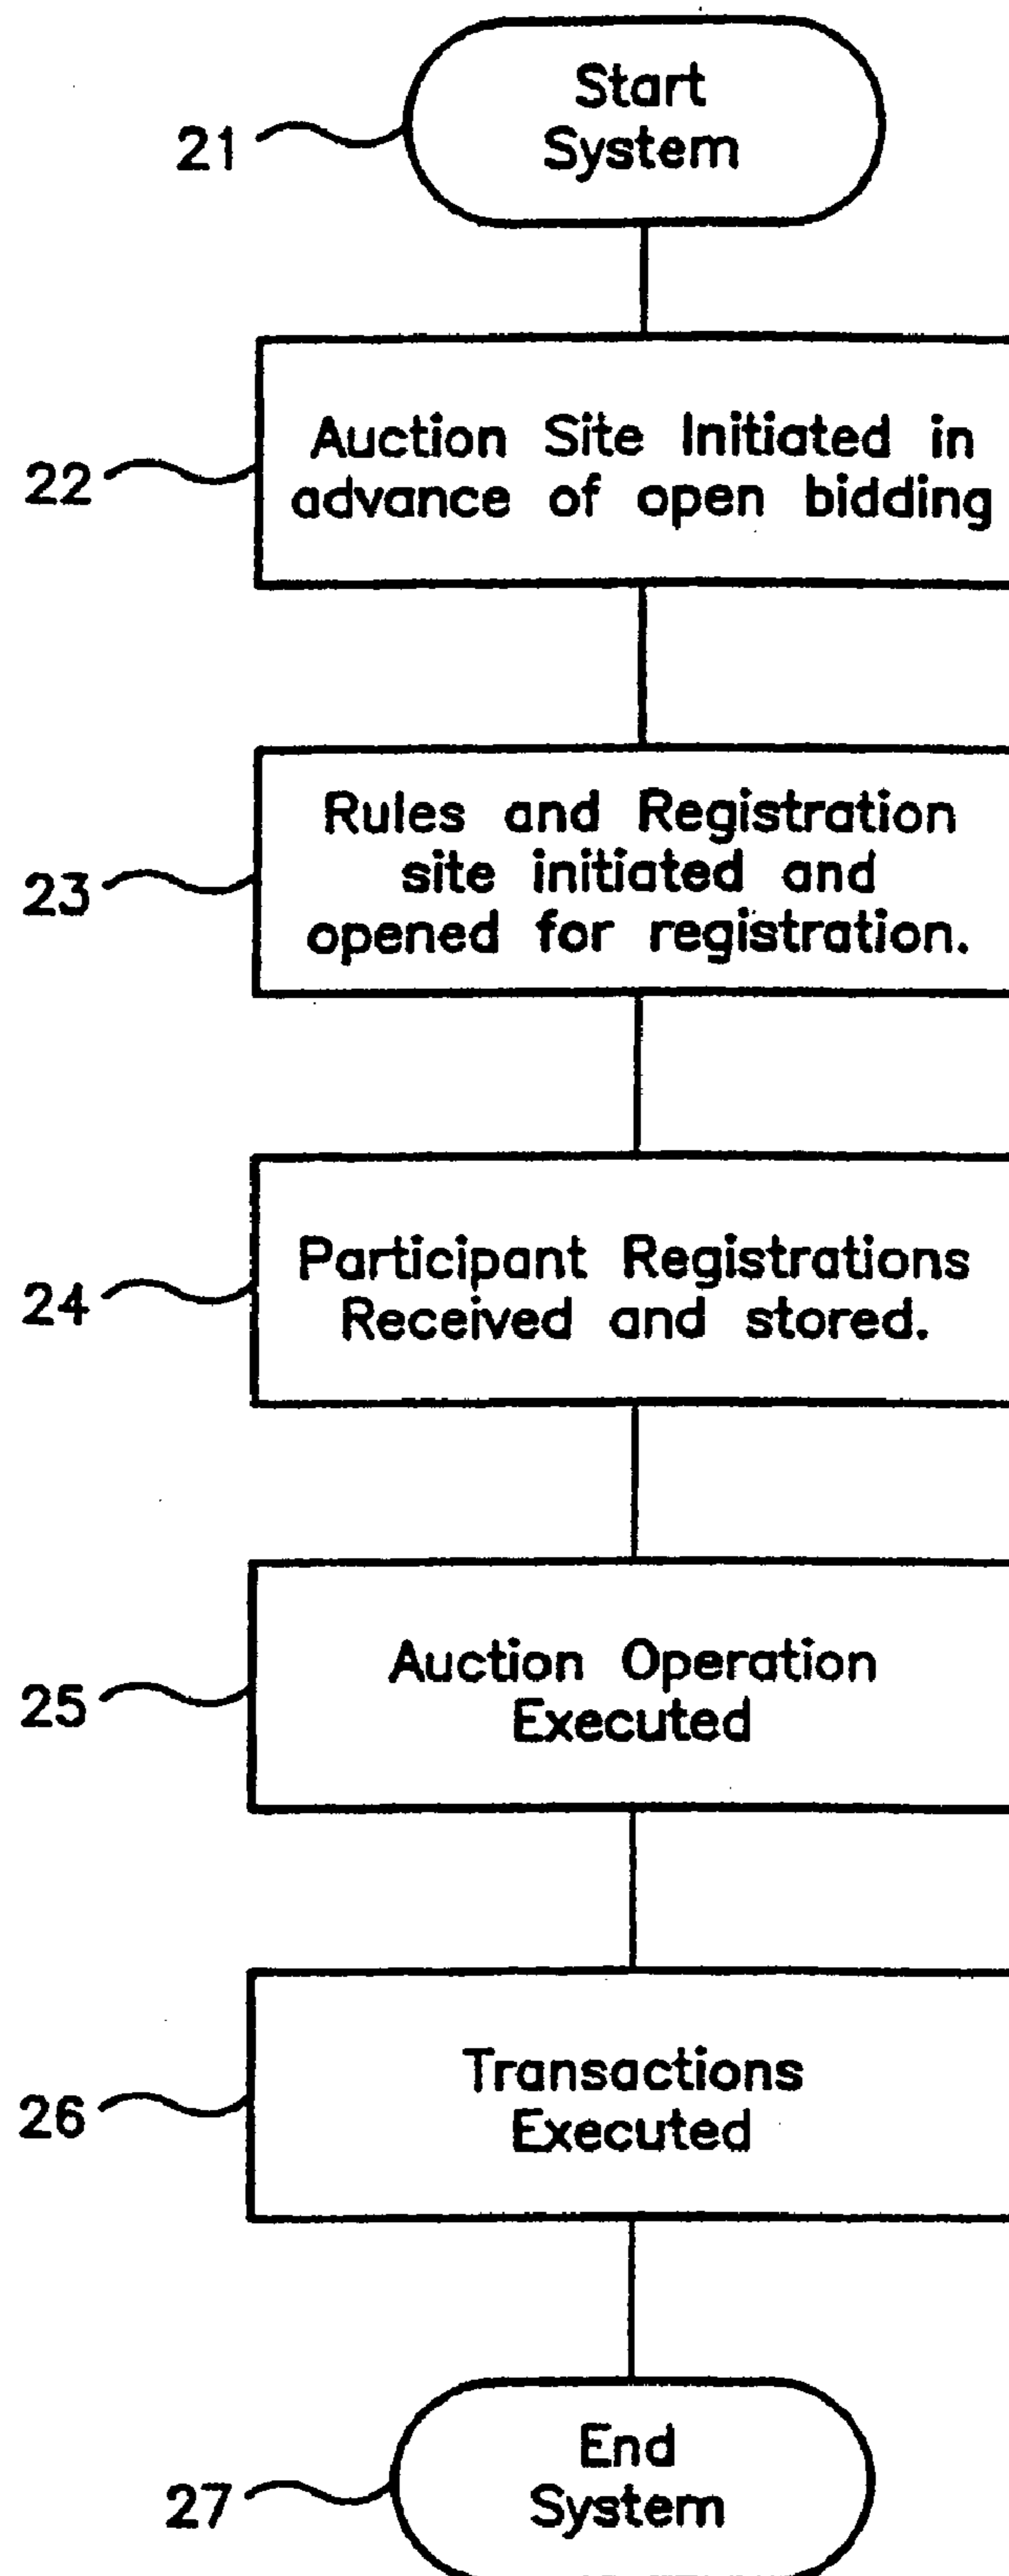 21
Start
System
22
Auction Site Initiated in
advance of open bidding
23
Rules and Registration
site initiated and
opened for registration.
24
Participant Registrations
Received and stored.
25
Auction Operation
Executed
26
Transactions
Executed
27
End
System